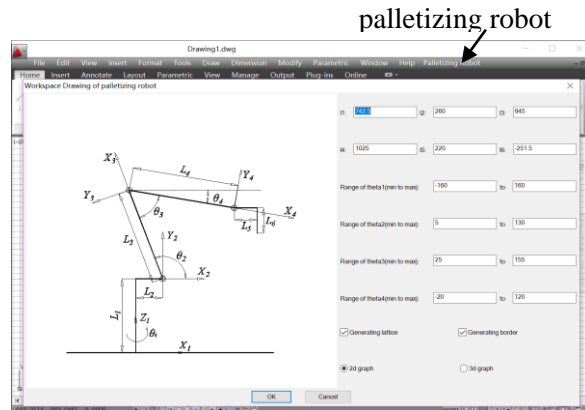 palletizing robot
Drawing1.dwg
File Edit View Insert Format Tools Draw Dimension Modify Parametric Window Help Palletizing Robot
Home Insert Annotate Layout Parametric View Manage Output Plug-ins Online
Workspace Drawing of palletizing robot
l1: 742.5 l2: 260 l3: 845
l4: 1025 l5: 220 l6: -251.5
Range of theta1(min to max): -160 to 160
Range of theta2(min to max): 5 to 130
Range of theta3(min to max): 25 to 155
Range of theta4(min to max): -20 to 120
Generating lattice Generating border
2d graph 3d graph
X3
L4
Y4
Y3
θ3
θ4
X4
L3
L5
L6
Y2
θ2
X2
L2
L1
Z1
θ1
X1
OK Cancel